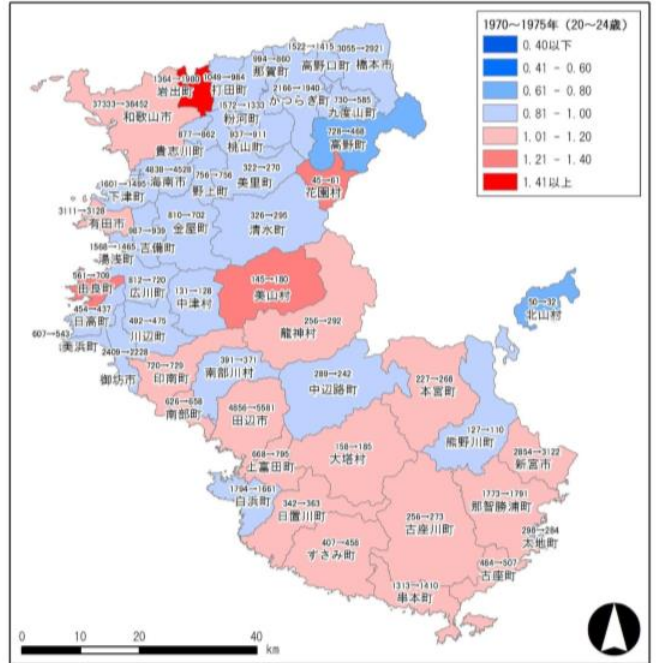 1970～1975年（20～24歳）
0.40以下
0.41 - 0.60
0.61 - 0.80
0.81 - 1.00
1.01 - 1.20
1.21 - 1.40
1.41以上
1522→1415
高野口町
3055→2921
橋本市
994→860
那賀町
1364→1980
岩出町
1049→984
打田町
2166→1940
かつらぎ町
730→585
九度山町
37333→38452
和歌山市
1572→1333
粉河町
728→468
高野町
877→862
貴志川町
937→911
桃山町
4838→4528
海南市
756→756
野上町
322→270
美里町
45→61
花園村
1601→1495
下津町
3111→3128
有田市
987→939
吉備町
810→702
金屋町
326→295
清水町
1568→1465
湯浅町
561→709
由良町
812→720
広川町
131→128
中津村
145→180
美山村
454→437
日高町
492→475
川辺町
256→292
龍神村
50→32
北山村
607→543
美浜町
2409→2228
御坊市
720→729
印南町
391→371
南部川村
289→242
中辺路町
227→268
本宮町
626→658
南部町
4856→5581
田辺市
127→110
熊野川町
668→795
上富田町
158→185
大塔村
2854→3122
新宮市
1794→1661
白浜町
342→363
日置川町
256→273
古座川町
1773→1791
那智勝浦町
298→284
太地町
407→458
すさみ町
484→507
古座町
1313→1410
串本町
0 10 20 40
km